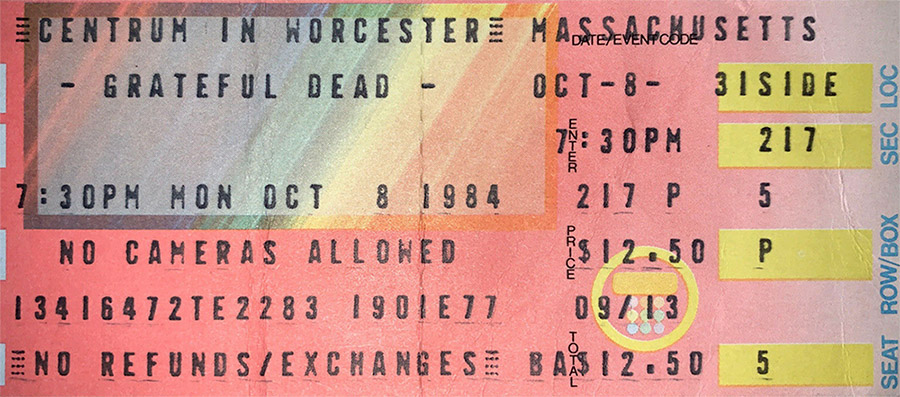 CENTRUM IN WORCESTER MASSACHUSETTS
DATE/EVENT CODE
- GRATEFUL DEAD - OCT-8- 3ISIDE LOC
ENTER 7:30PM 217 SEC
7:30PM MON OCT 8 1984 217 P 5
NO CAMERAS ALLOWED PRICE $12.50 P ROW/BOX
13416472TE2283 1901E77 09/13
NO REFUNDS/EXCHANGES BA$12.50 TOTAL 5 SEAT